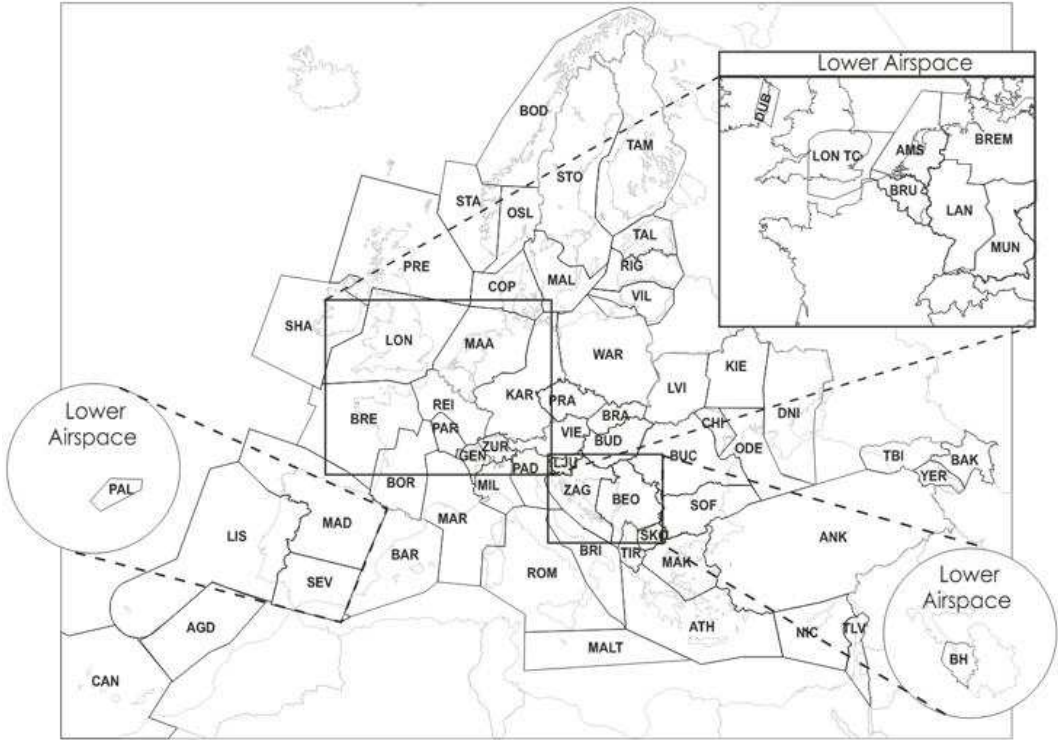 Lower Airspace
DUB
LON TC
AMS
BREM
BRU
LAN
MUN
BOD
TAM
STO
STA
OSL
TAL
PRE
RIG
COP
MAL
VIL
SHA
LON
MAA
WAR
KIE
LVI
KAR
PRA
DNI
BRE
REI
BRA
CHI
PAR
VIE
BUD
ODE
ZUR
GEN
LJU
BUC
PAD
TBI
BAK
YER
BOR
MIL
ZAG
BEO
SOF
MAD
MAR
SKO
ANK
LIS
BAR
BRI
TIR
MAK
ROM
SEV
AGD
ATH
NIC
TLV
MALT
CAN
Lower
Airspace
PAL
Lower
Airspace
BH